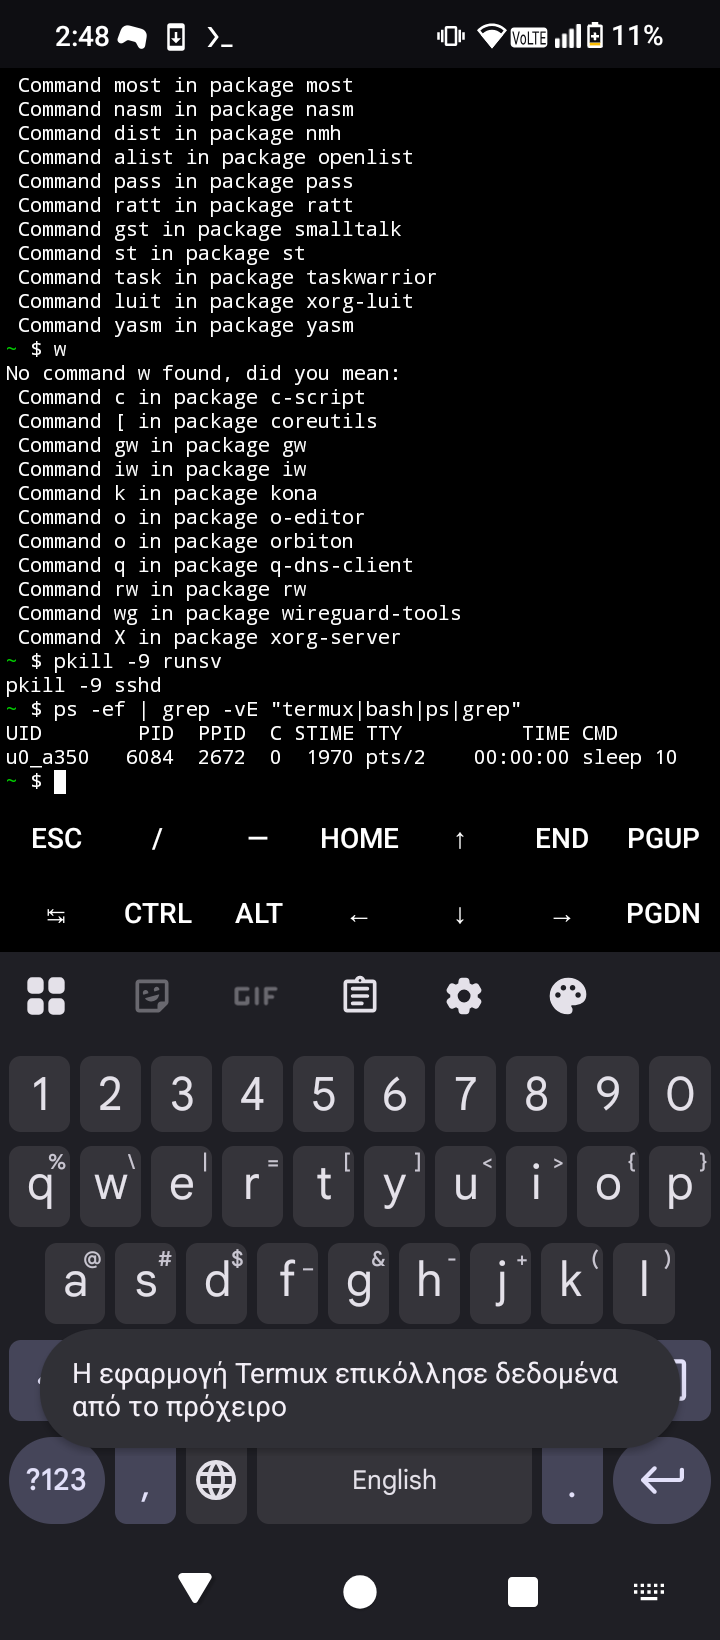 2:48 VoLTE 11%
Command most in package most
Command nasm in package nasm
Command dist in package nmh
Command alist in package openlist
Command pass in package pass
Command ratt in package ratt
Command gst in package smalltalk
Command st in package st
Command task in package taskwarrior
Command luit in package xorg-luit
Command yasm in package yasm
~ $ w
No command w found, did you mean:
Command c in package c-script
Command [ in package coreutils
Command gw in package gw
Command iw in package iw
Command k in package kona
Command o in package o-editor
Command o in package orbiton
Command q in package q-dns-client
Command rw in package rw
Command wg in package wireguard-tools
Command X in package xorg-server
~ $ pkill -9 runsv
pkill -9 sshd
~ $ ps -ef | grep -vE "termux|bash|ps|grep"
UID PID PPID C STIME TTY TIME CMD
u0_a350 6084 2672 0 1970 pts/2 00:00:00 sleep 10
~ $
ESC / — HOME ↑ END PGUP
↹ CTRL ALT ← ↓ → PGDN
GIF
1 2 3 4 5 6 7 8 9 0
q % w \ e | r = t [ y ] u < i > o { p }
a @ s # d $ f _ g & h - j + k ( l )
Η εφαρμογή Termux επικόλλησε δεδομένα
από το πρόχειρο
?123 , English .